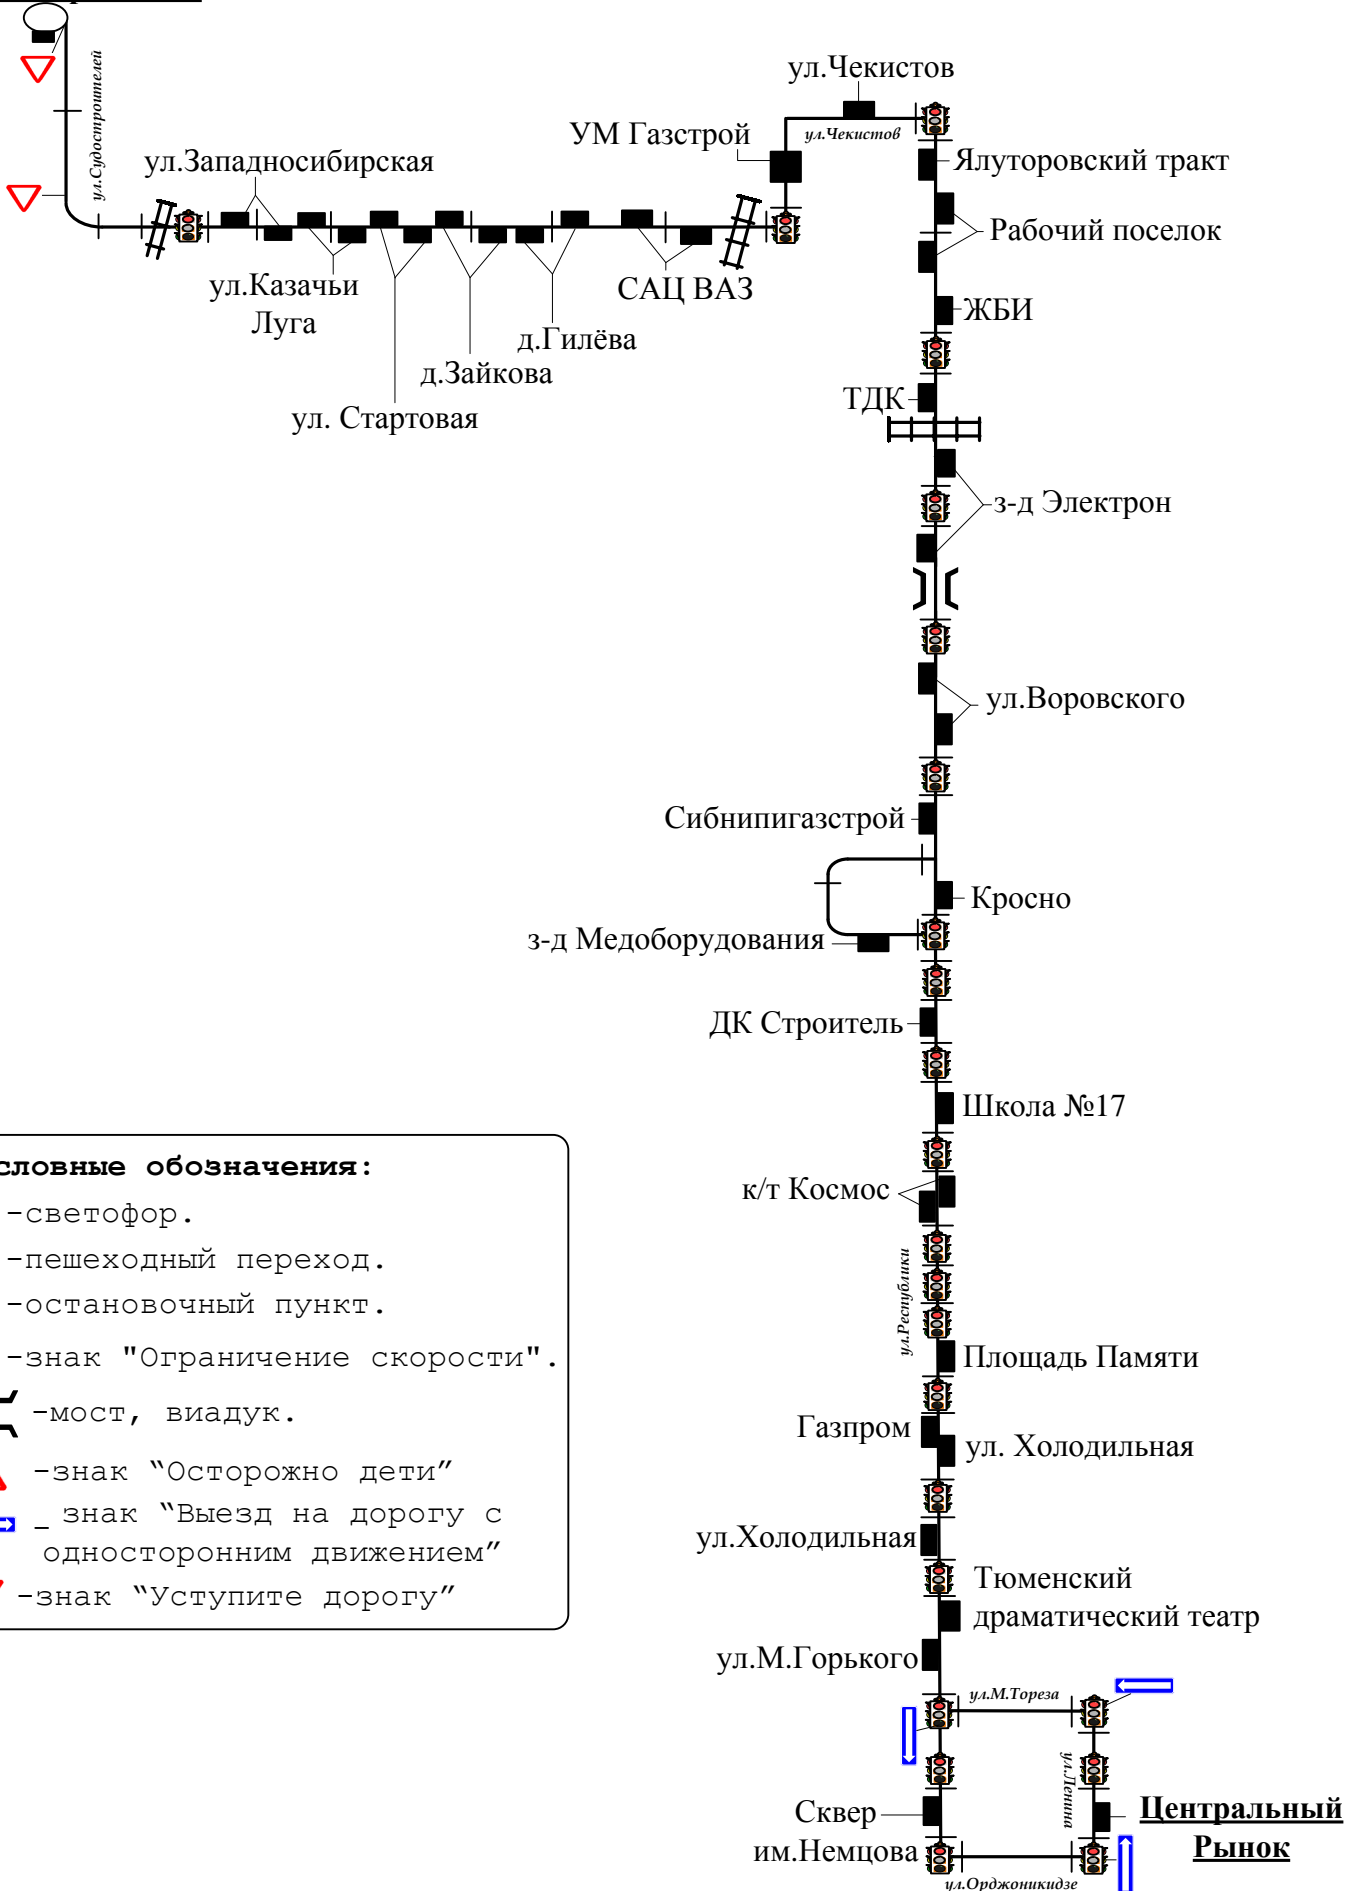 ул.Судостроителей
ул.Западносибирская
ул.Казачьи
Луга
ул. Стартовая
д.Зайкова
д.Гилёва
САЦ ВАЗ
УМ Газстрой
ул.Чекистов
ул.Чекистов
Ялуторовский тракт
Рабочий поселок
ЖБИ
ТДК
з-д Электрон
ул.Воровского
Сибнипигазстрой
Кросно
з-д Медоборудования
ДК Строитель
Школа №17
к/т Космос
ул.Республики
Площадь Памяти
Газпром
ул. Холодильная
ул.Холодильная
Тюменский
драматический театр
ул.М.Горького
ул.М.Тореза
ул.Ленина
Сквер
им.Немцова
Центральный
Рынок
ул.Орджоникидзе
словные обозначения:
-светофор.
-пешеходный переход.
-остановочный пункт.
-знак "Ограничение скорости".
-мост, виадук.
-знак “Осторожно дети”
_ знак “Выезд на дорогу с
односторонним движением”
-знак “Уступите дорогу”